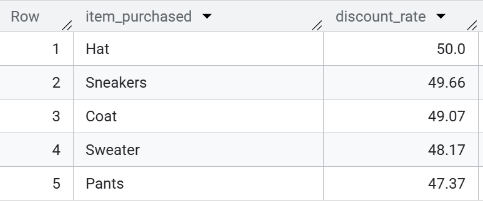 Row item_purchased discount_rate
1 Hat 50.0
2 Sneakers 49.66
3 Coat 49.07
4 Sweater 48.17
5 Pants 47.37